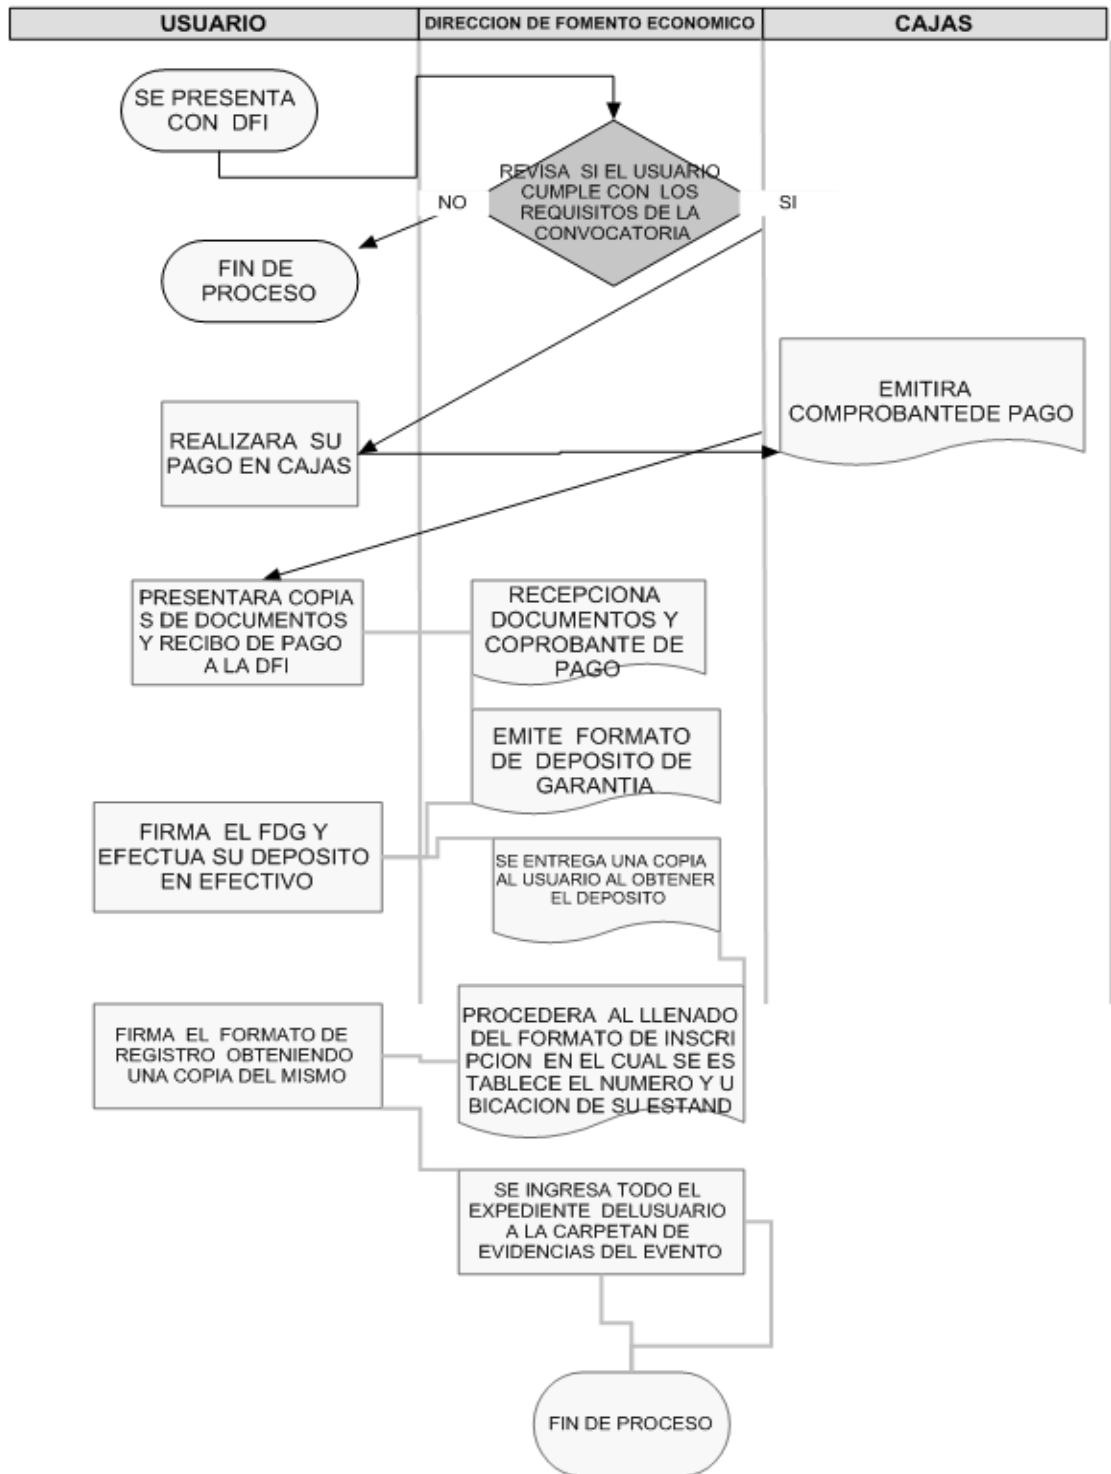 USUARIO
DIRECCION DE FOMENTO ECONOMICO
CAJAS
SE PRESENTA
CON DFI
REVISA SI EL USUARIO
CUMPLE CON LOS
REQUISITOS DE LA
CONVOCATORIA
NO
SI
FIN DE
PROCESO
EMITIRA
COMPROBANTEDE PAGO
REALIZARA SU
PAGO EN CAJAS
PRESENTARA COPIA
S DE DOCUMENTOS
Y RECIBO DE PAGO
A LA DFI
RECEPCIONA
DOCUMENTOS Y
COPROBANTE DE
PAGO
EMITE FORMATO
DE DEPOSITO DE
GARANTIA
FIRMA EL FDG Y
EFECTUA SU DEPOSITO
EN EFECTIVO
SE ENTREGA UNA COPIA
AL USUARIO AL OBTENER
EL DEPOSITO
PROCEDERA AL LLENADO
DEL FORMATO DE INSCRI
PCION EN EL CUAL SE ES
TABLECE EL NUMERO Y U
BICACION DE SU ESTAND
FIRMA EL FORMATO DE
REGISTRO OBTENIENDO
UNA COPIA DEL MISMO
SE INGRESA TODO EL
EXPEDIENTE DELUSUARIO
A LA CARPETAN DE
EVIDENCIAS DEL EVENTO
FIN DE PROCESO